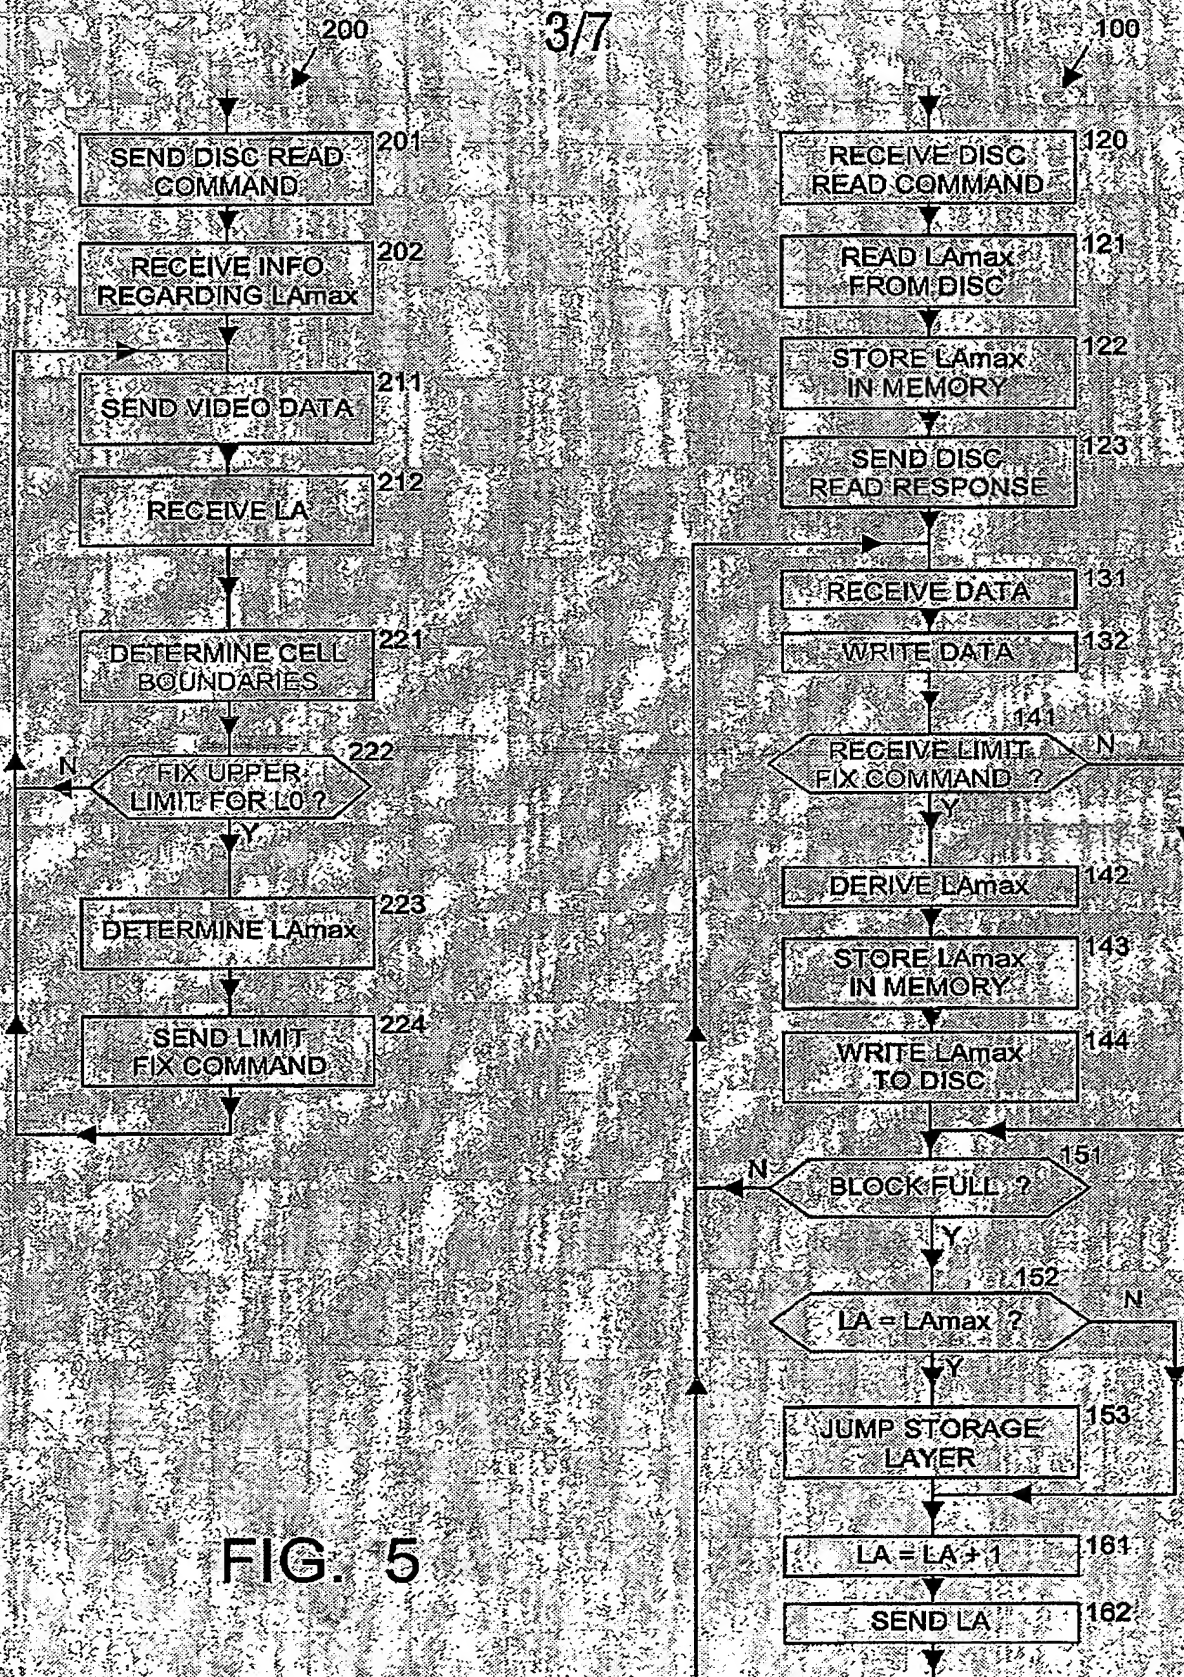 3/7
200
SEND DISC READ
COMMAND
201
RECEIVE INFO
REGARDING LAmax
202
SEND VIDEO DATA
211
RECEIVE LA
212
DETERMINE CELL
BOUNDARIES
221
FIX UPPER
LIMIT FOR L0 ?
222
N
Y
DETERMINE LAmax
223
SEND LIMIT
FIX COMMAND
224
FIG. 5
100
RECEIVE DISC
READ COMMAND
120
READ LAmax
FROM DISC
121
STORE LAmax
IN MEMORY
122
SEND DISC
READ RESPONSE
123
RECEIVE DATA
131
WRITE DATA
132
141
RECEIVE LIMIT
FIX COMMAND ?
N
Y
DERIVE LAmax
142
STORE LAmax
IN MEMORY
143
WRITE LAmax
TO DISC
144
151
BLOCK FULL ?
N
Y
152
LA = LAmax ?
N
Y
JUMP STORAGE
LAYER
153
LA = LA + 1
161
SEND LA
162